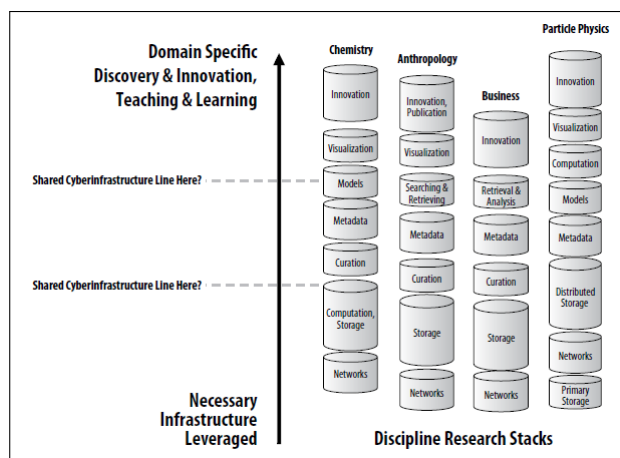 Domain Specific
Discovery & Innovation,
Teaching & Learning
Shared Cyberinfrastructure Line Here?
Shared Cyberinfrastructure Line Here?
Necessary
Infrastructure
Leveraged
Chemistry
Innovation
Visualization
Models
Metadata
Curation
Computation,
Storage
Networks
Anthropology
Innovation,
Publication
Visualization
Searching &
Retrieving
Metadata
Curation
Storage
Networks
Business
Innovation
Retrieval &
Analysis
Metadata
Curation
Storage
Networks
Particle Physics
Innovation
Visualization
Computation
Models
Metadata
Distributed
Storage
Networks
Primary
Storage
Discipline Research Stacks